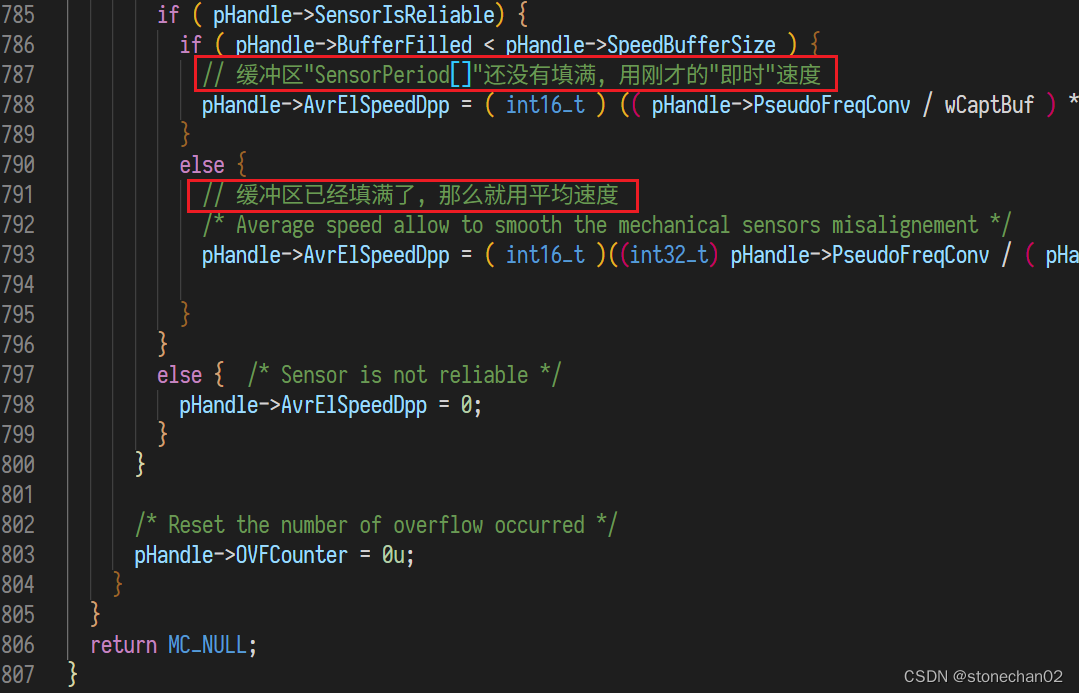 785 if ( pHandle->SensorIsReliable) {
786 if ( pHandle->BufferFilled < pHandle->SpeedBufferSize ) {
787 // 缓冲区"SensorPeriod[]"还没有填满，用刚才的"即时"速度
788 pHandle->AvrElSpeedDpp = ( int16_t ) (( pHandle->PseudoFreqConv / wCaptBuf ) *
789 }
790 else {
791 // 缓冲区已经填满了，那么就用平均速度
792 /* Average speed allow to smooth the mechanical sensors misalignement */
793 pHandle->AvrElSpeedDpp = ( int16_t )((int32_t) pHandle->PseudoFreqConv / ( pHa
794
795 }
796 }
797 else { /* Sensor is not reliable */
798 pHandle->AvrElSpeedDpp = 0;
799 }
800 }
801
802 /* Reset the number of overflow occurred */
803 pHandle->OVFCounter = 0u;
804 }
805 }
806 return MC_NULL;
807 }
CSDN @stonechan02